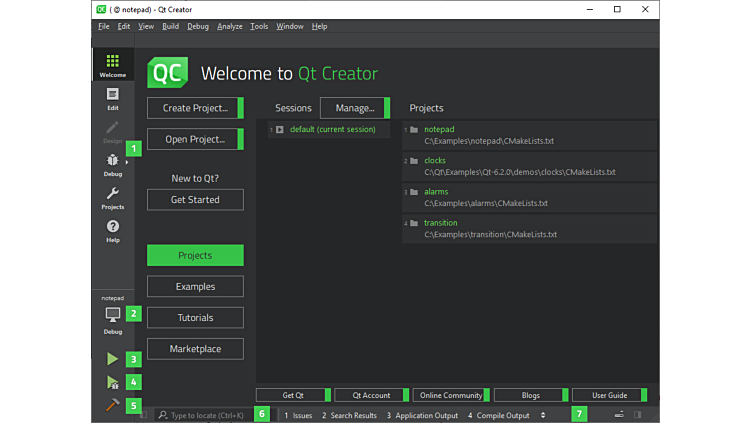 QC ( @ notepad) - Qt Creator
File Edit View Build Debug Analyze Tools Window Help
Welcome
Edit
Design
1
Debug
Projects
Help
notepad
2
Debug
3
4
5
QC Welcome to Qt Creator
Create Project...
Open Project...
New to Qt?
Get Started
Projects
Examples
Tutorials
Marketplace
Sessions Manage...
1 default (current session)
Projects
1 notepad
C:\Examples\notepad\CMakeLists.txt
2 clocks
C:\Qt\Examples\Qt-6.2.0\demos\clocks\CMakeLists.txt
3 alarms
C:\Examples\alarms\CMakeLists.txt
4 transition
C:\Examples\transition\CMakeLists.txt
Get Qt Qt Account Online Community Blogs User Guide
Type to locate (Ctrl+K) 6 1 Issues 2 Search Results 3 Application Output 4 Compile Output 7